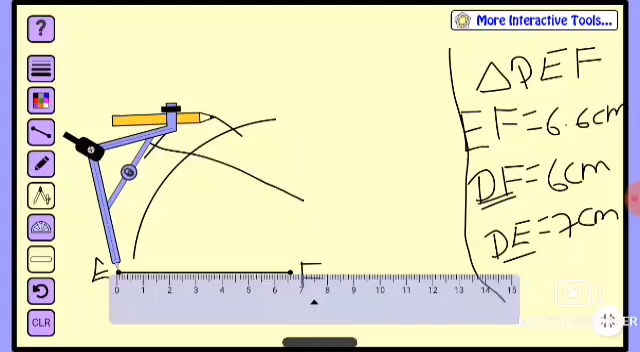 ?
More Interactive Tools...
△DEF
EF=6.6cm
DF=6cm
DE=7cm
E F
0 1 2 3 4 5 6 7 8 9 10 11 12 13 14 15
CLR